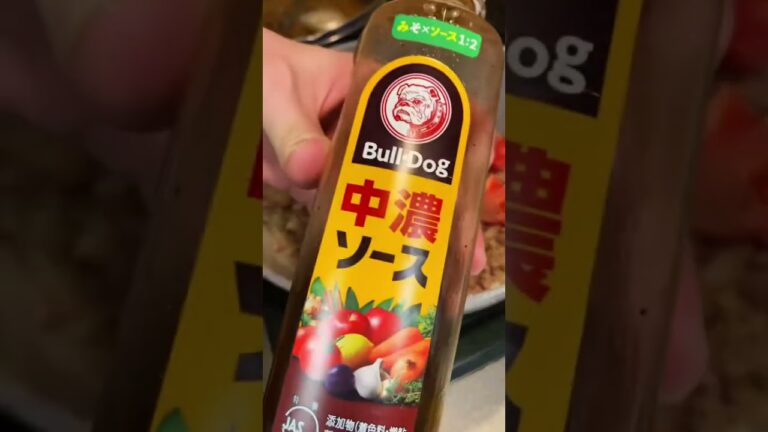 みそ×ソース1:2
Bull-Dog
中濃
ソース
添加物(着色料・増粘